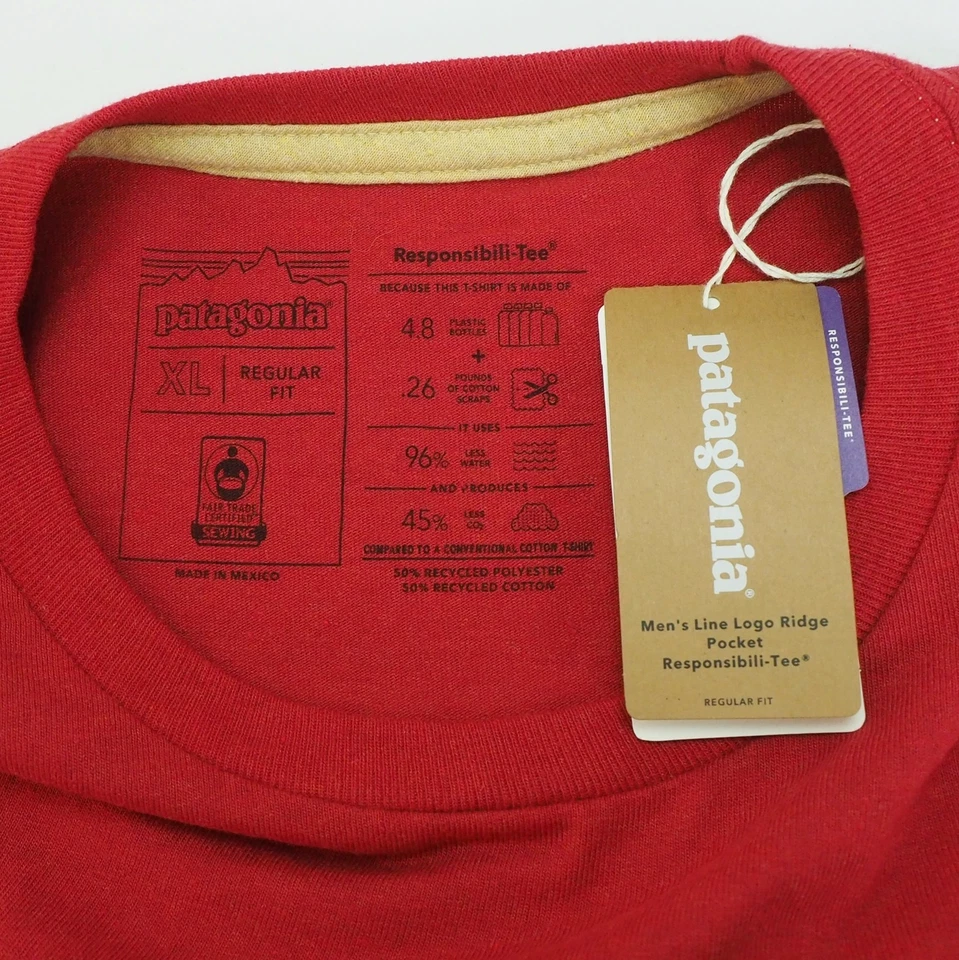 patagonia®
XL
REGULAR
FIT
FAIR TRADE
CERTIFIED
SEWING
MADE IN MEXICO
Responsibili-Tee®
BECAUSE THIS T-SHIRT IS MADE OF
4.8 PLASTIC
BOTTLES
+
.26 POUNDS
OF COTTON
SCRAPS
IT USES
96% LESS
WATER
AND PRODUCES
45% LESS
CO₂
COMPARED TO A CONVENTIONAL COTTON T-SHIRT
50% RECYCLED POLYESTER
50% RECYCLED COTTON
patagonia®
Men's Line Logo Ridge
Pocket
Responsibili-Tee®
REGULAR FIT
RESPONSIBILI-TEE®